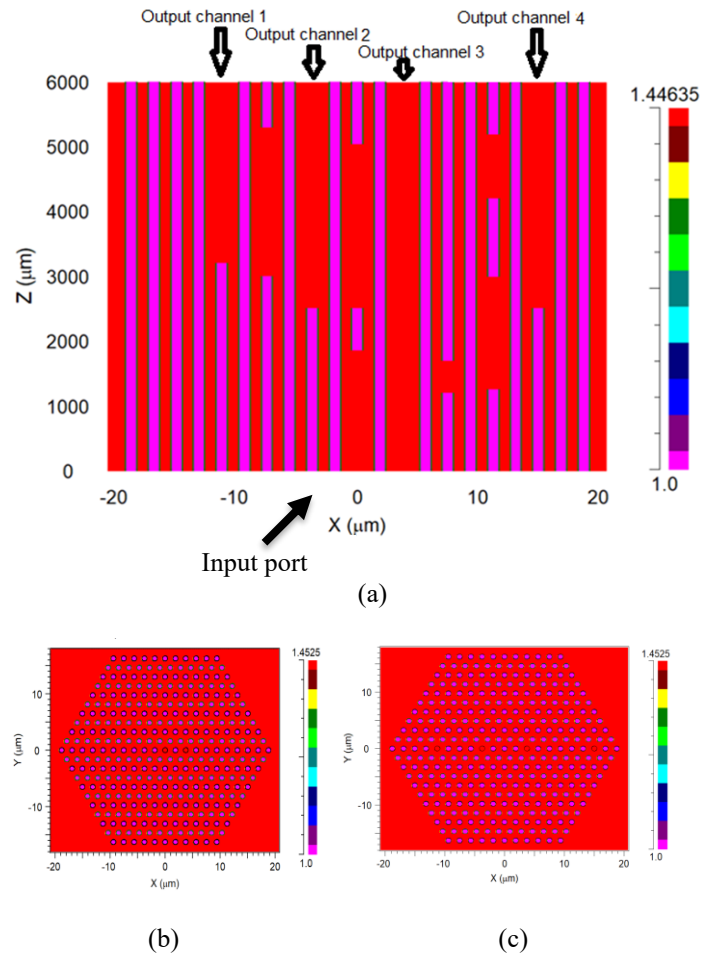 Output channel 1
Output channel 2
Output channel 3
Output channel 4
6000
5000
4000
3000
2000
1000
0
Z (μm)
-20
-10
0
10
20
X (μm)
1.44635
1.0
Input port
(a)
10
0
-10
Y (μm)
-20
-10
0
10
20
X (μm)
1.4525
1.0
10
0
-10
Y (μm)
-20
-10
0
10
20
X (μm)
1.4525
1.0
(b)
(c)